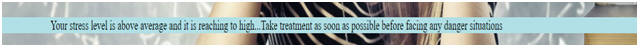 Your stress level is above average and it is reaching to high...Take treatment as soon as possible before facing any danger situations